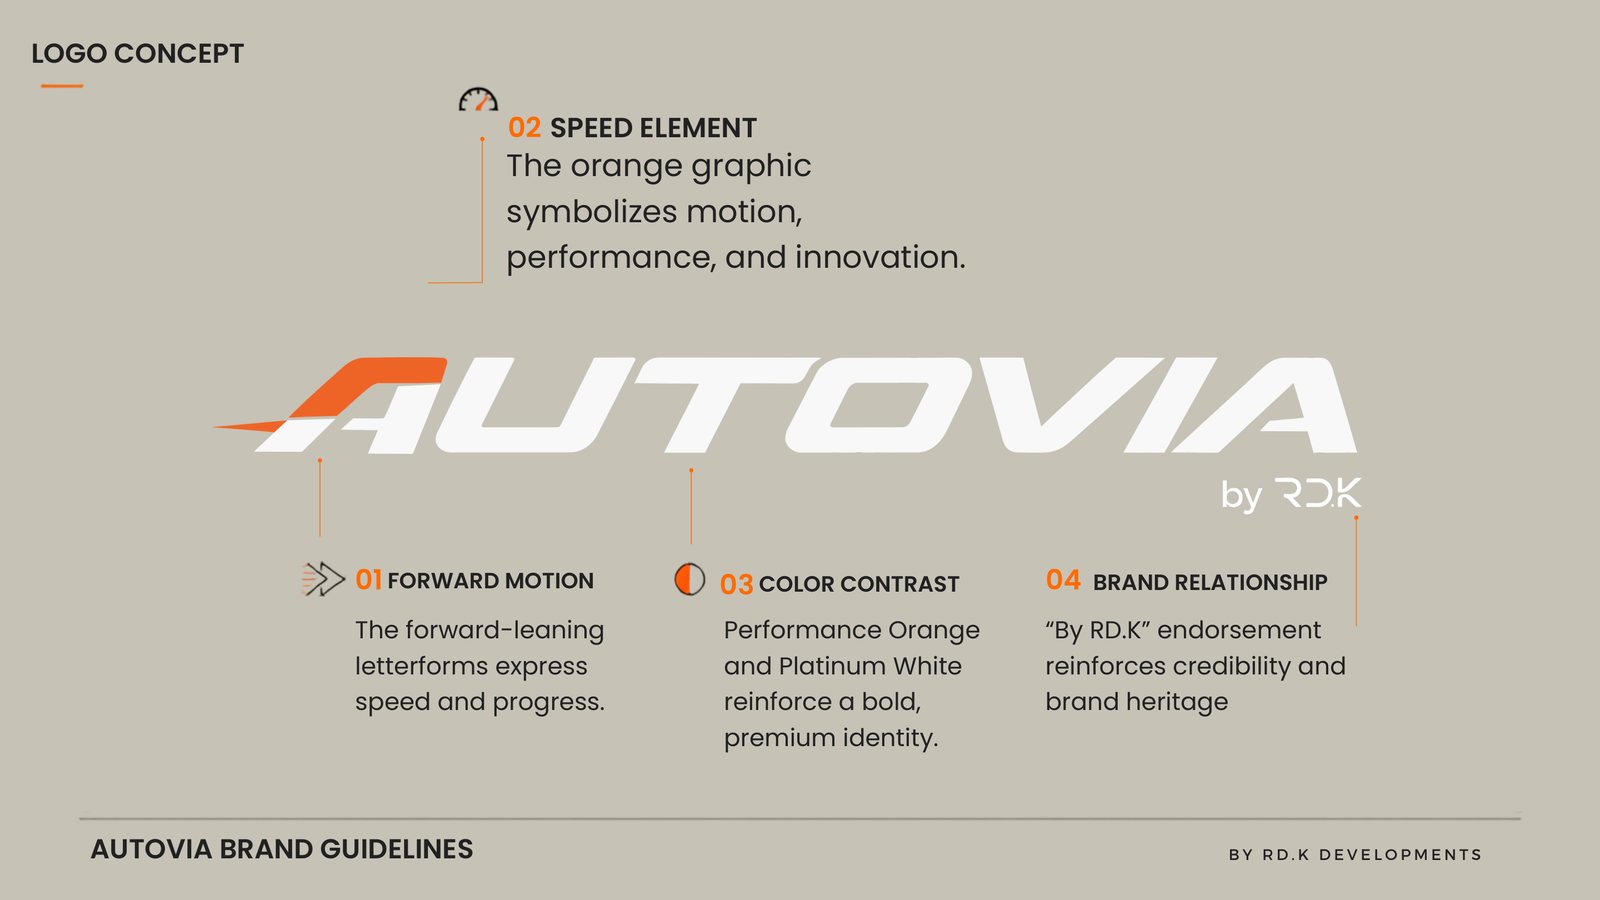 LOGO CONCEPT
02 SPEED ELEMENT
The orange graphic
symbolizes motion,
performance, and innovation.
AUTOVIA
by RD.K
01 FORWARD MOTION
The forward-leaning
letterforms express
speed and progress.
03 COLOR CONTRAST
Performance Orange
and Platinum White
reinforce a bold,
premium identity.
04 BRAND RELATIONSHIP
“By RD.K” endorsement
reinforces credibility and
brand heritage
AUTOVIA BRAND GUIDELINES
BY RD.K DEVELOPMENTS